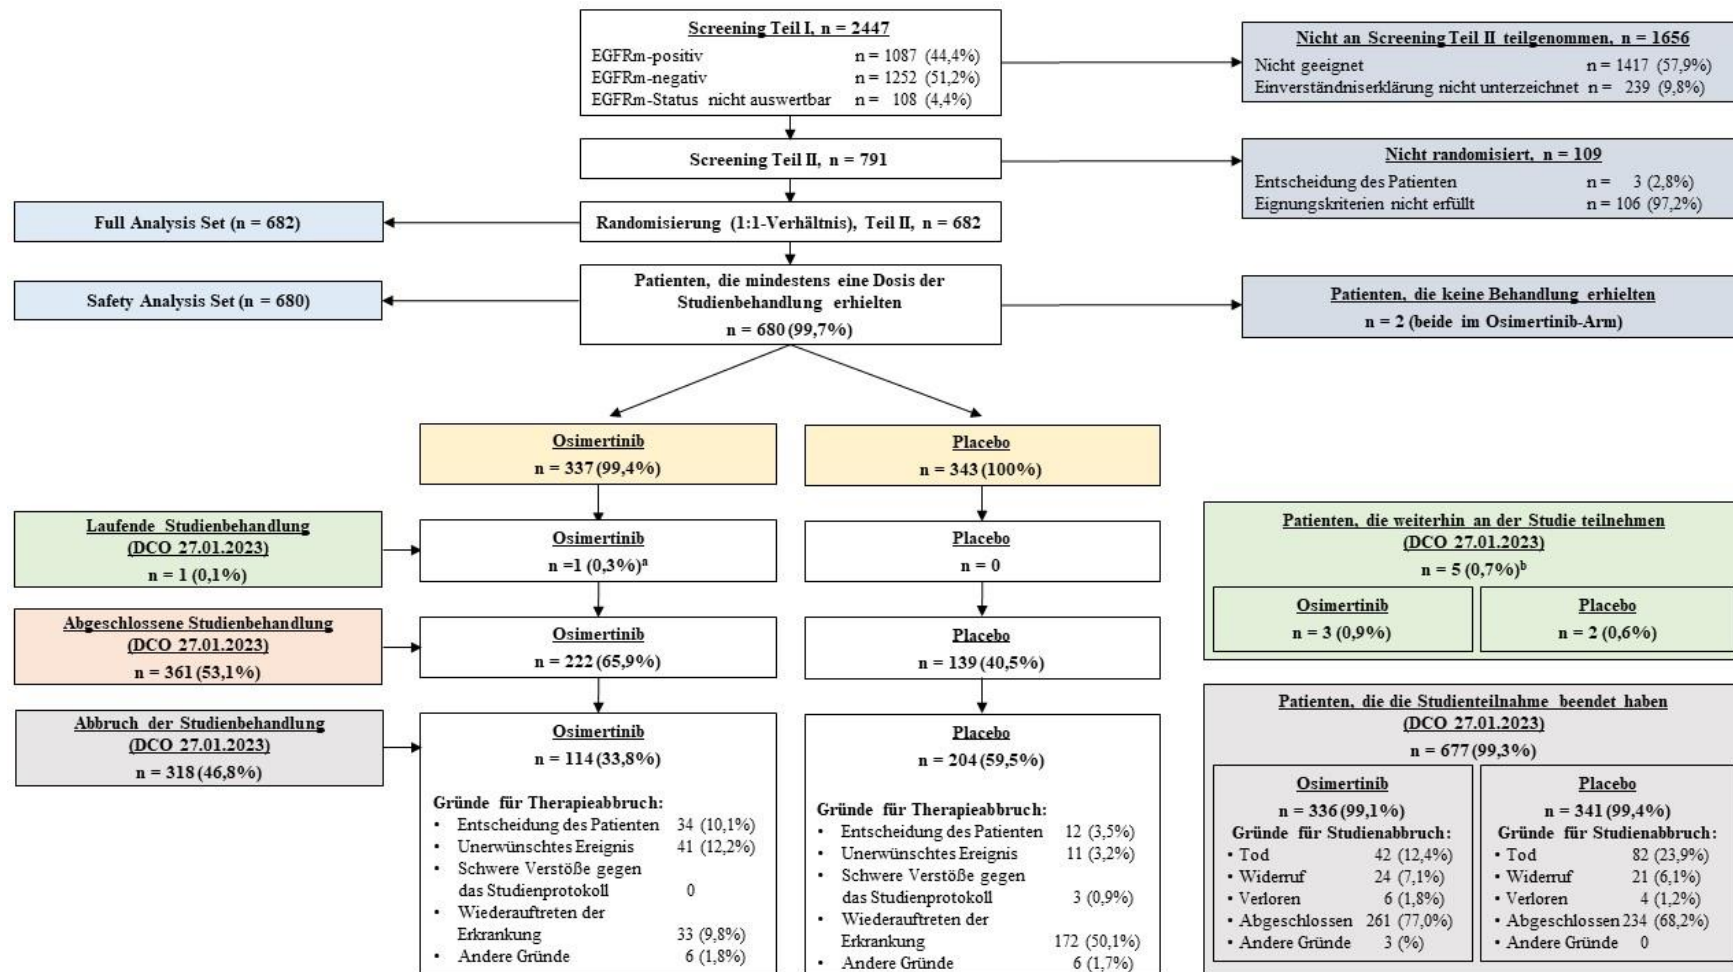 Screening Teil I, n = 2447
EGFRm-positiv n = 1087 (44,4%)
EGFRm-negativ n = 1252 (51,2%)
EGFRm-Status nicht auswertbar n = 108 (4,4%)
Nicht an Screening Teil II teilgenommen, n = 1656
Nicht geeignet n = 1417 (57,9%)
Einverständniserklärung nicht unterzeichnet n = 239 (9,8%)
Screening Teil II, n = 791
Nicht randomisiert, n = 109
Entscheidung des Patienten n = 3 (2,8%)
Eignungskriterien nicht erfüllt n = 106 (97,2%)
Full Analysis Set (n = 682)
Randomisierung (1:1-Verhältnis), Teil II, n = 682
Safety Analysis Set (n = 680)
Patienten, die mindestens eine Dosis der
Studienbehandlung erhielten
n = 680 (99,7%)
Patienten, die keine Behandlung erhielten
n = 2 (beide im Osimertinib-Arm)
Osimertinib
n = 337 (99,4%)
Placebo
n = 343 (100%)
Laufende Studienbehandlung
(DCO 27.01.2023)
n = 1 (0,1%)
Osimertinib
n =1 (0,3%)ᵃ
Placebo
n = 0
Abgeschlossene Studienbehandlung
(DCO 27.01.2023)
n = 361 (53,1%)
Osimertinib
n = 222 (65,9%)
Placebo
n = 139 (40,5%)
Abbruch der Studienbehandlung
(DCO 27.01.2023)
n = 318 (46,8%)
Osimertinib
n = 114 (33,8%)
Gründe für Therapieabbruch:
• Entscheidung des Patienten 34 (10,1%)
• Unerwünschtes Ereignis 41 (12,2%)
• Schwere Verstöße gegen
das Studienprotokoll 0
• Wiederauftreten der
Erkrankung 33 (9,8%)
• Andere Gründe 6 (1,8%)
Placebo
n = 204 (59,5%)
Gründe für Therapieabbruch:
• Entscheidung des Patienten 12 (3,5%)
• Unerwünschtes Ereignis 11 (3,2%)
• Schwere Verstöße gegen
das Studienprotokoll 3 (0,9%)
• Wiederauftreten der
Erkrankung 172 (50,1%)
• Andere Gründe 6 (1,7%)
Patienten, die weiterhin an der Studie teilnehmen
(DCO 27.01.2023)
n = 5 (0,7%)ᵇ
Osimertinib
n = 3 (0,9%)
Placebo
n = 2 (0,6%)
Patienten, die die Studienteilnahme beendet haben
(DCO 27.01.2023)
n = 677 (99,3%)
Osimertinib
n = 336 (99,1%)
Gründe für Studienabbruch:
• Tod 42 (12,4%)
• Widerruf 24 (7,1%)
• Verloren 6 (1,8%)
• Abgeschlossen 261 (77,0%)
• Andere Gründe 3 (%)
Placebo
n = 341 (99,4%)
Gründe für Studienabbruch:
• Tod 82 (23,9%)
• Widerruf 21 (6,1%)
• Verloren 4 (1,2%)
• Abgeschlossen 234 (68,2%)
• Andere Gründe 0